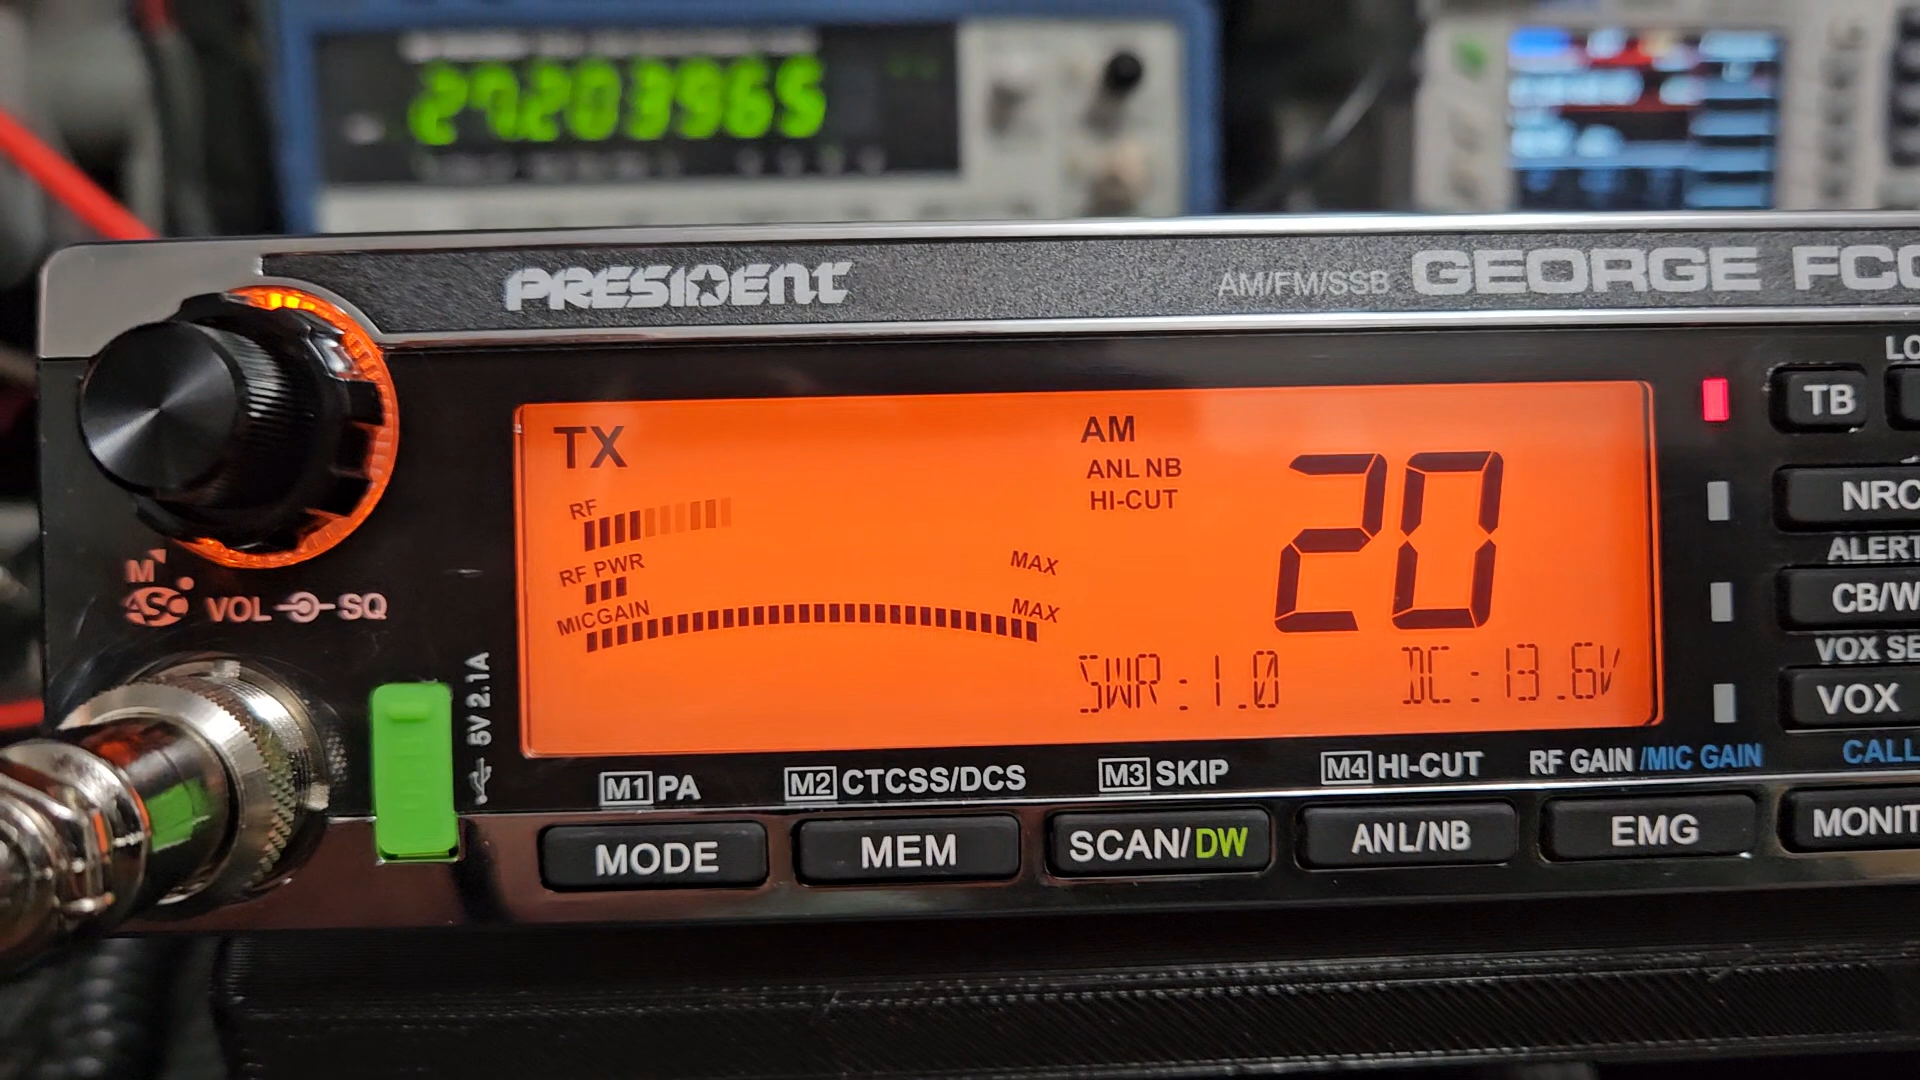 27.203965
PRESIDENT
AM/FM/SSB GEORGE FCC
LO
TX
AM
TB
ANL NB
RF
HI-CUT
20
NRC
RF PWR
MAX
ALERT
MICGAIN
MAX
CB/W
M
ASC VOL SQ
5V 2.1A
VOX SE
SWR:1.0 DC:13.6V
VOX
M1 PA M2 CTCSS/DCS M3 SKIP M4 HI-CUT RF GAIN /MIC GAIN CALL
MODE MEM SCAN/DW ANL/NB EMG MONIT